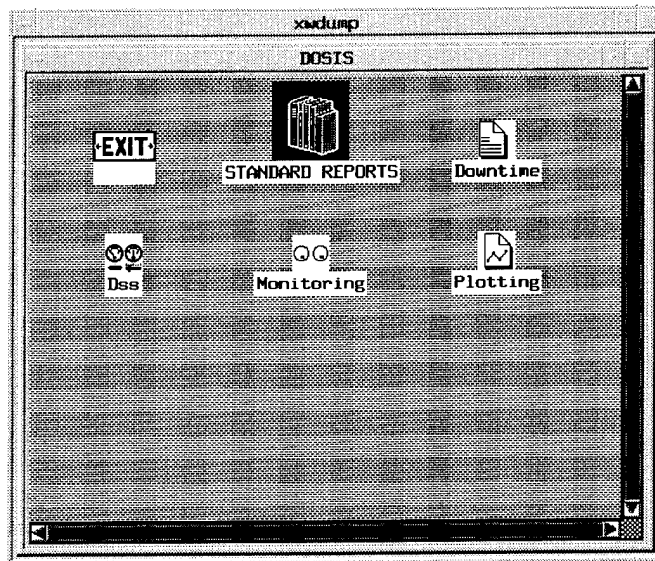 xwdump
DOSIS
EXIT
STANDARD REPORTS
Downtime
Dss
Monitoring
Plotting